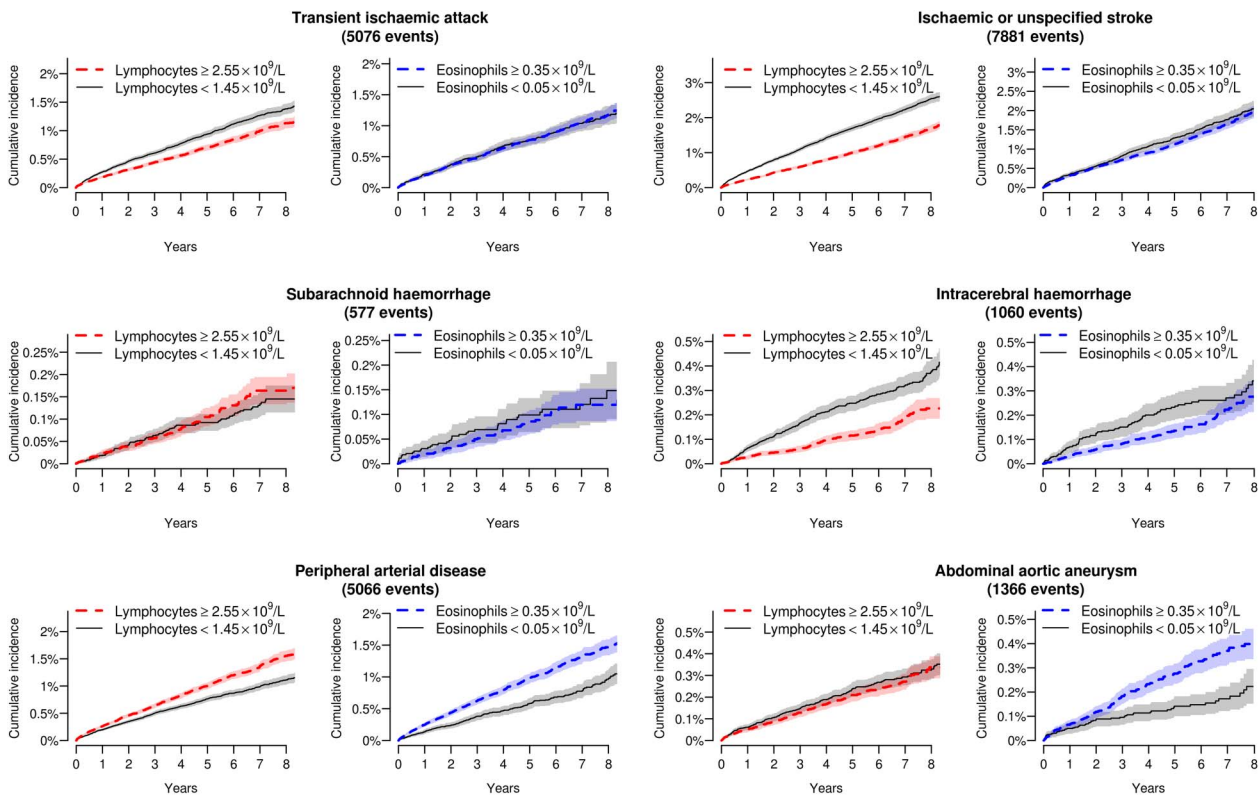 Transient ischaemic attack
(5076 events)
Cumulative incidence
2%
1.5%
1%
0.5%
0%
Lymphocytes ≥ 2.55 × 10⁹/L
Lymphocytes < 1.45 × 10⁹/L
0 1 2 3 4 5 6 7 8
Years
Cumulative incidence
2%
1.5%
1%
0.5%
0%
Eosinophils ≥ 0.35 × 10⁹/L
Eosinophils < 0.05 × 10⁹/L
0 1 2 3 4 5 6 7 8
Years
Ischaemic or unspecified stroke
(7881 events)
Cumulative incidence
3%
2%
1%
0%
Lymphocytes ≥ 2.55 × 10⁹/L
Lymphocytes < 1.45 × 10⁹/L
0 1 2 3 4 5 6 7 8
Years
Cumulative incidence
3%
2.5%
2%
1.5%
1%
0.5%
0%
Eosinophils ≥ 0.35 × 10⁹/L
Eosinophils < 0.05 × 10⁹/L
0 1 2 3 4 5 6 7 8
Years
Subarachnoid haemorrhage
(577 events)
Cumulative incidence
0.25%
0.2%
0.15%
0.1%
0.05%
0%
Lymphocytes ≥ 2.55 × 10⁹/L
Lymphocytes < 1.45 × 10⁹/L
0 1 2 3 4 5 6 7 8
Years
Cumulative incidence
0.25%
0.2%
0.15%
0.1%
0.05%
0%
Eosinophils ≥ 0.35 × 10⁹/L
Eosinophils < 0.05 × 10⁹/L
0 1 2 3 4 5 6 7 8
Years
Intracerebral haemorrhage
(1060 events)
Cumulative incidence
0.5%
0.4%
0.3%
0.2%
0.1%
0%
Lymphocytes ≥ 2.55 × 10⁹/L
Lymphocytes < 1.45 × 10⁹/L
0 1 2 3 4 5 6 7 8
Years
Cumulative incidence
0.5%
0.4%
0.3%
0.2%
0.1%
0%
Eosinophils ≥ 0.35 × 10⁹/L
Eosinophils < 0.05 × 10⁹/L
0 1 2 3 4 5 6 7 8
Years
Peripheral arterial disease
(5066 events)
Cumulative incidence
2%
1.5%
1%
0.5%
0%
Lymphocytes ≥ 2.55 × 10⁹/L
Lymphocytes < 1.45 × 10⁹/L
0 1 2 3 4 5 6 7 8
Years
Cumulative incidence
2%
1.5%
1%
0.5%
0%
Eosinophils ≥ 0.35 × 10⁹/L
Eosinophils < 0.05 × 10⁹/L
0 1 2 3 4 5 6 7 8
Years
Abdominal aortic aneurysm
(1366 events)
Cumulative incidence
0.5%
0.4%
0.3%
0.2%
0.1%
0%
Lymphocytes ≥ 2.55 × 10⁹/L
Lymphocytes < 1.45 × 10⁹/L
0 1 2 3 4 5 6 7 8
Years
Cumulative incidence
0.5%
0.4%
0.3%
0.2%
0.1%
0%
Eosinophils ≥ 0.35 × 10⁹/L
Eosinophils < 0.05 × 10⁹/L
0 1 2 3 4 5 6 7 8
Years